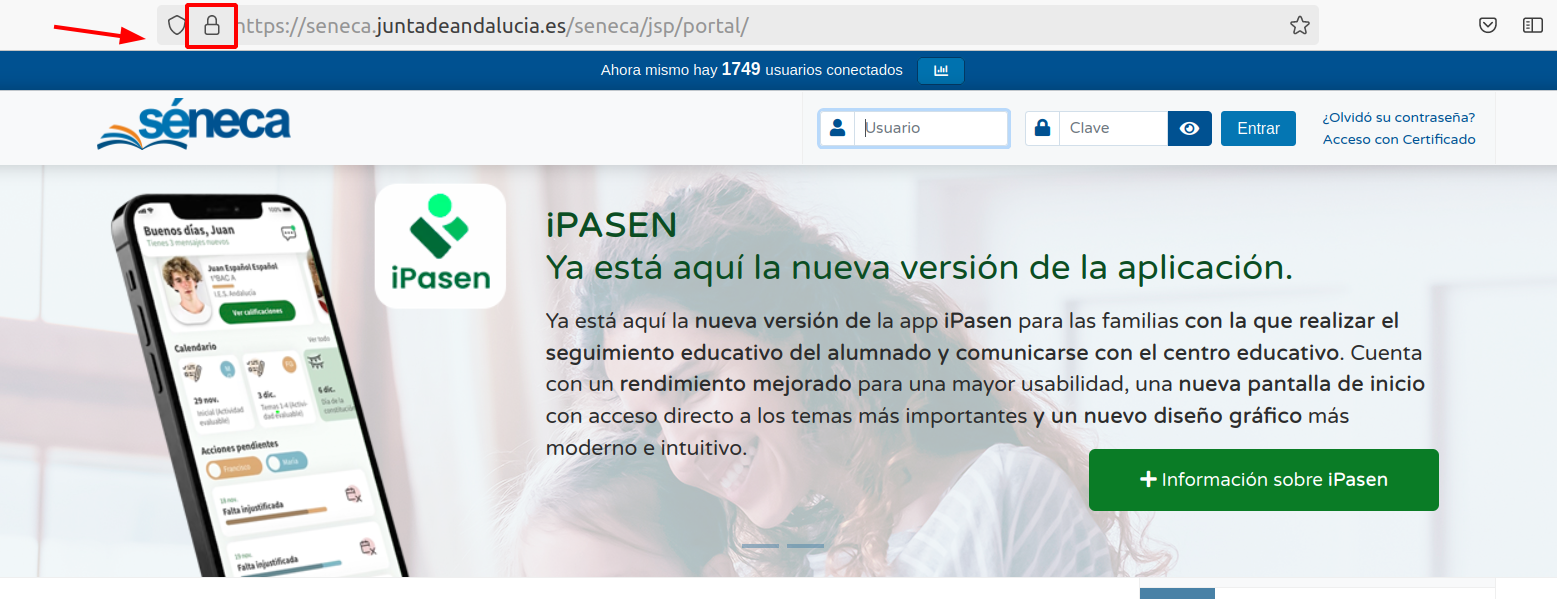 https://seneca.juntadeandalucia.es/seneca/jsp/portal/
Ahora mismo hay 1749 usuarios conectados
séneca
Usuario
Clave
Entrar
¿Olvidó su contraseña?
Acceso con Certificado
Buenos días, Juan
Tienes 3 mensajes nuevos
Juan Español Español
1ºBAC A
I.E.S. Andalucía
Ver calificaciones
Calendario
Ver todo
29 nov.
Inicial (Actividad
evaluable)
3 dic.
Temas 1-4 (Activi-
dad evaluable)
6 dic.
Día de la
constitución
Acciones pendientes
Francisco
María
19 nov.
Falta injustificada
15 nov.
Falta injustificada
iPasen
iPASEN
Ya está aquí la nueva versión de la aplicación.
Ya está aquí la nueva versión de la app iPasen para las familias con la que realizar el
seguimiento educativo del alumnado y comunicarse con el centro educativo. Cuenta
con un rendimiento mejorado para una mayor usabilidad, una nueva pantalla de inicio
con acceso directo a los temas más importantes y un nuevo diseño gráfico más
moderno e intuitivo.
Información sobre iPasen